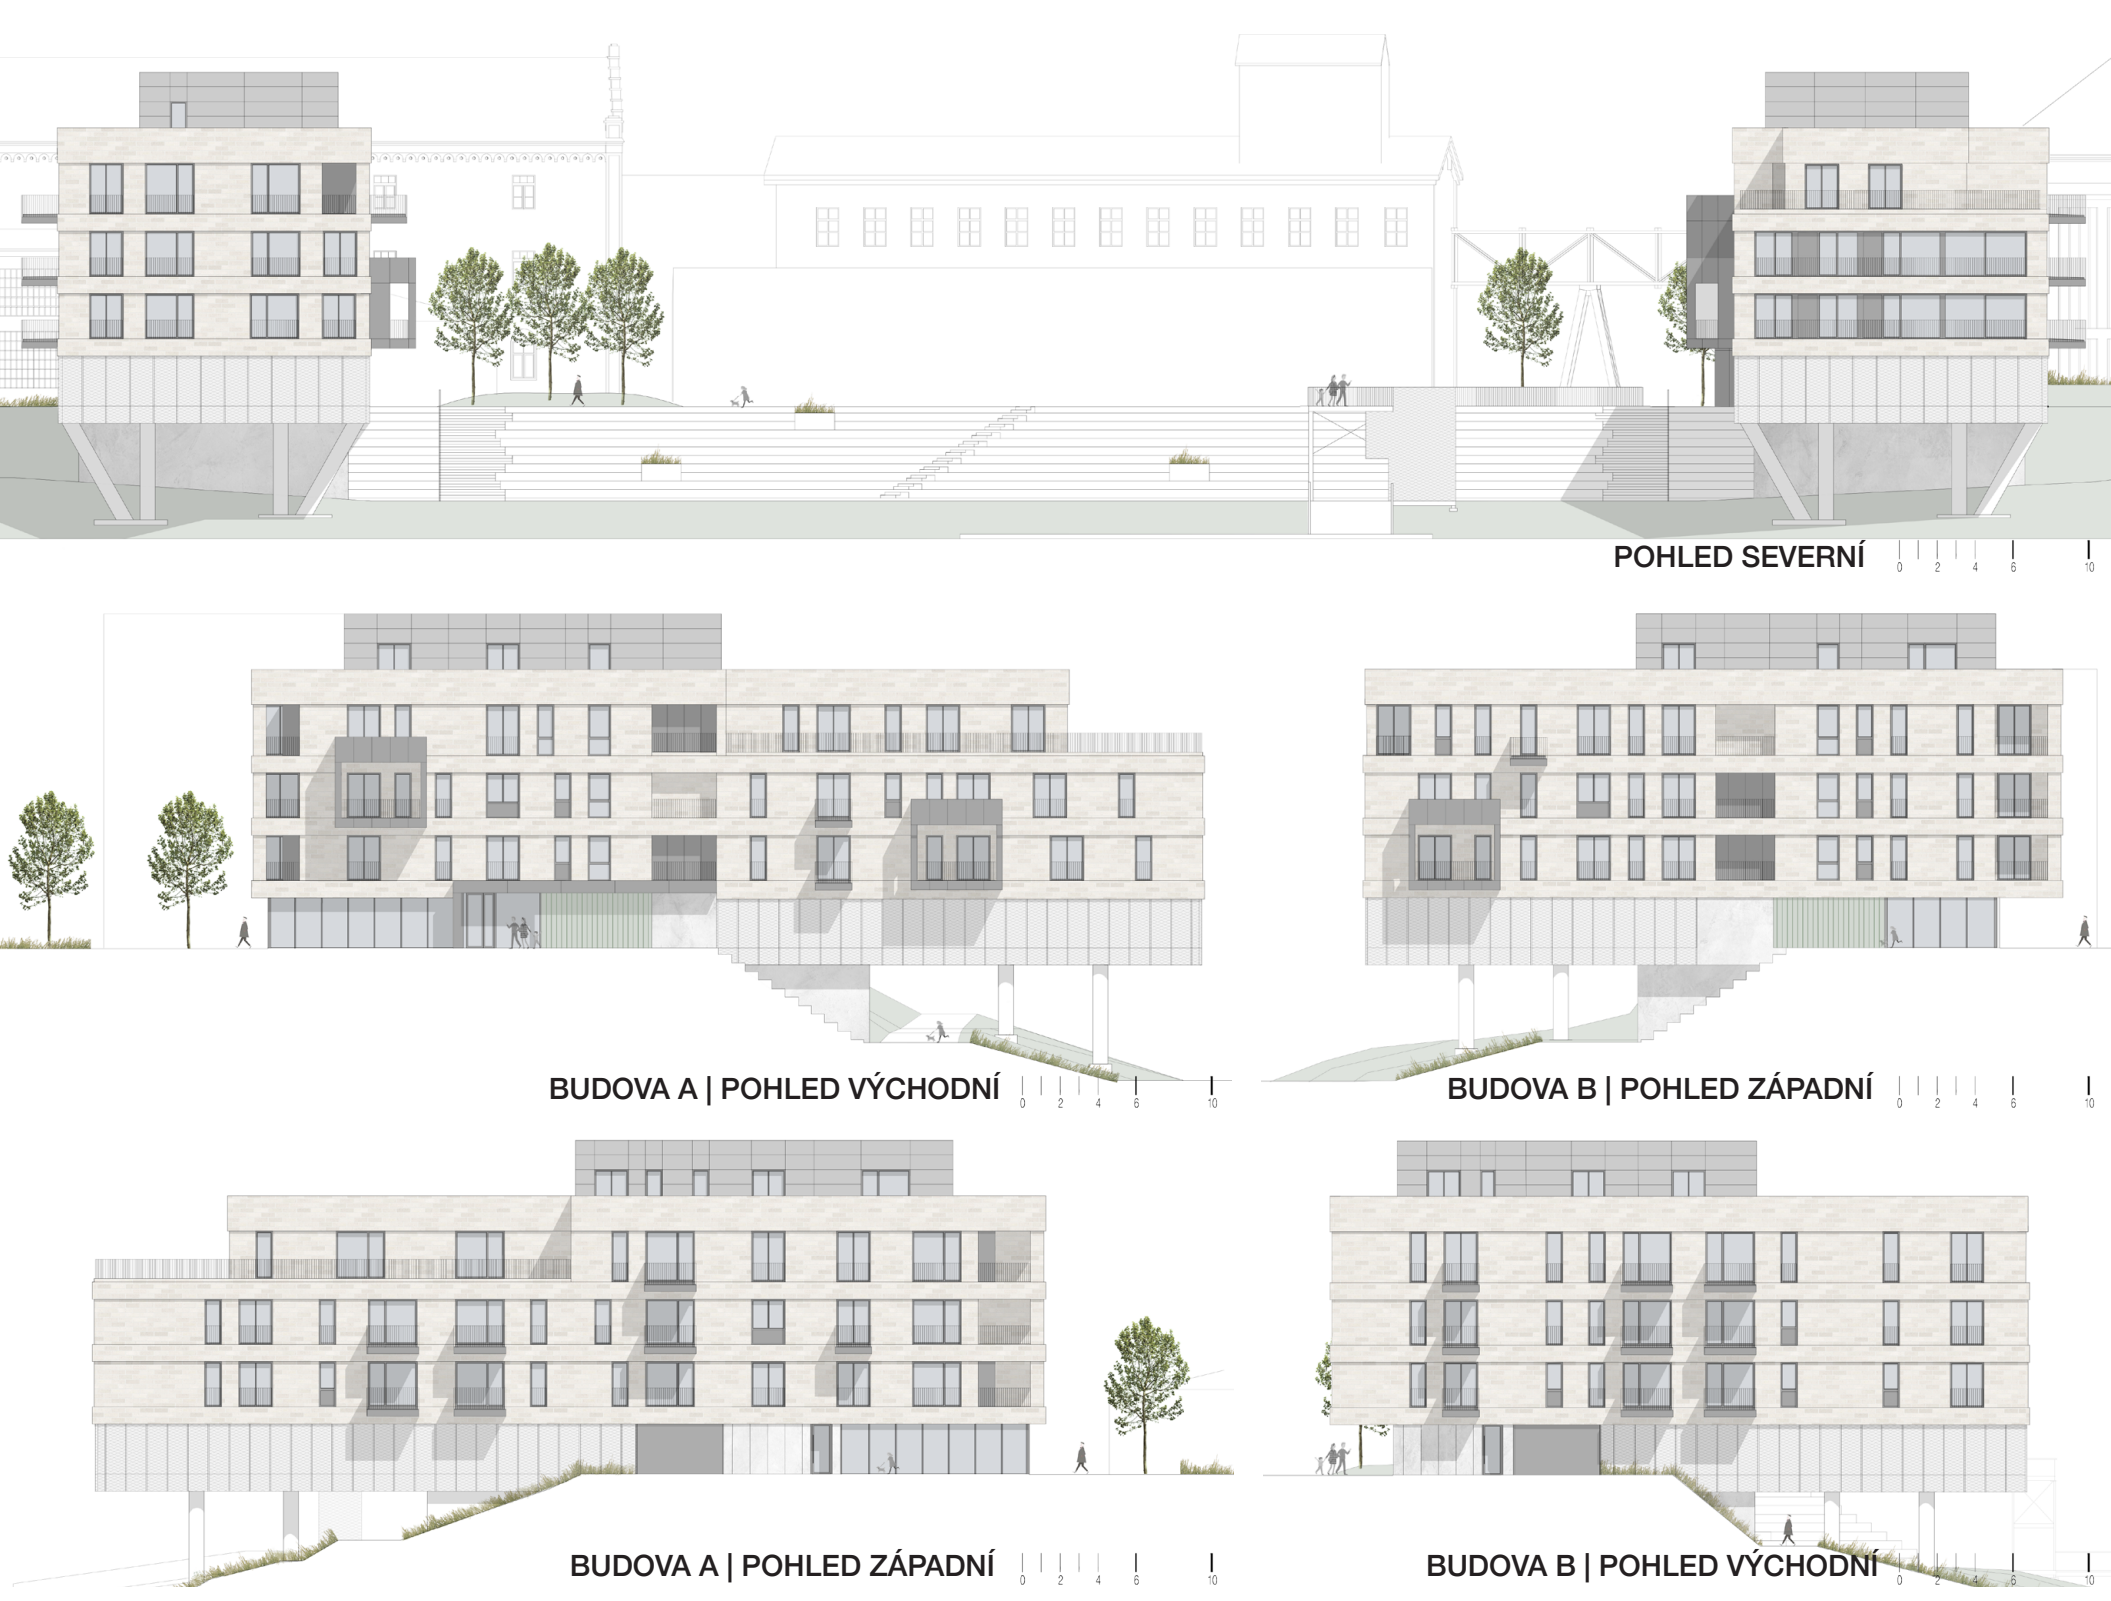 POHLED SEVERNÍ 0 2 4 6 10
BUDOVA A | POHLED VÝCHODNÍ 0 2 4 6 10
BUDOVA B | POHLED ZÁPADNÍ 0 2 4 6 10
BUDOVA A | POHLED ZÁPADNÍ 0 2 4 6 10
BUDOVA B | POHLED VÝCHODNÍ 0 2 4 6 10